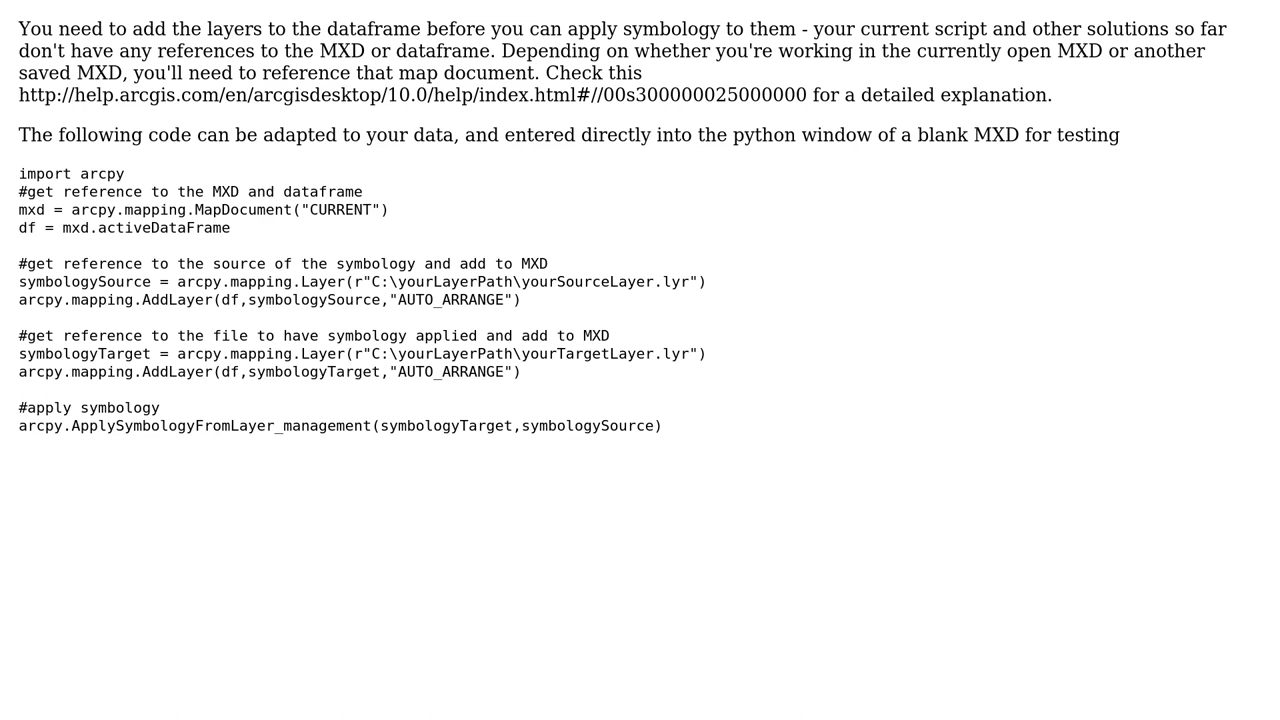 You need to add the layers to the dataframe before you can apply symbology to them - your current script and other solutions so far
don't have any references to the MXD or dataframe. Depending on whether you're working in the currently open MXD or another
saved MXD, you'll need to reference that map document. Check this
http://help.arcgis.com/en/arcgisdesktop/10.0/help/index.html#//00s300000025000000 for a detailed explanation.
The following code can be adapted to your data, and entered directly into the python window of a blank MXD for testing
import arcpy
#get reference to the MXD and dataframe
mxd = arcpy.mapping.MapDocument("CURRENT")
df = mxd.activeDataFrame
#get reference to the source of the symbology and add to MXD
symbologySource = arcpy.mapping.Layer(r"C:\yourLayerPath\yourSourceLayer.lyr")
arcpy.mapping.AddLayer(df,symbologySource,"AUTO_ARRANGE")
#get reference to the file to have symbology applied and add to MXD
symbologyTarget = arcpy.mapping.Layer(r"C:\yourLayerPath\yourTargetLayer.lyr")
arcpy.mapping.AddLayer(df,symbologyTarget,"AUTO_ARRANGE")
#apply symbology
arcpy.ApplySymbologyFromLayer_management(symbologyTarget,symbologySource)